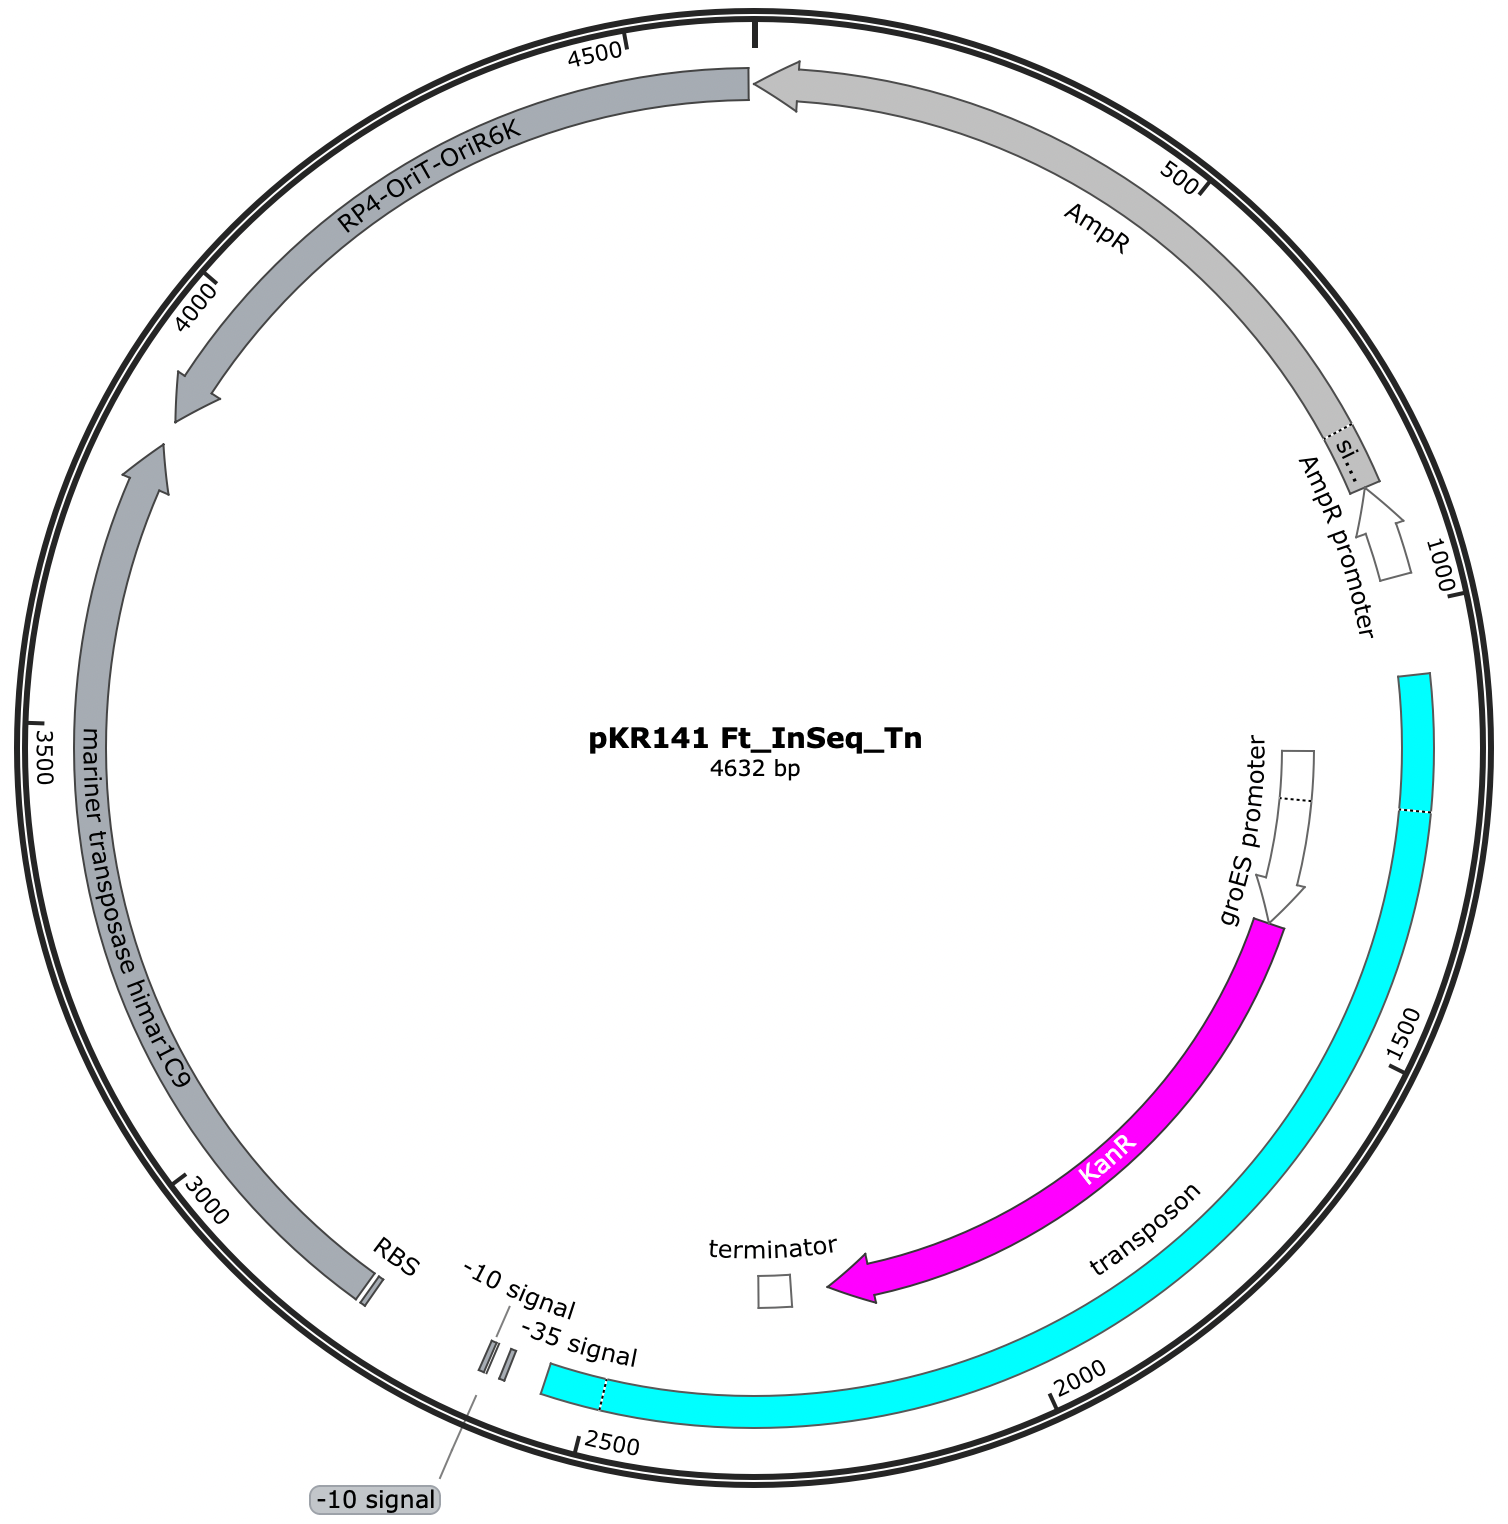 4500
RP4-OriT-OriR6K
500
AmpR
4000
si...
AmpR promoter
1000
pKR141 Ft_InSeq_Tn
4632 bp
3500
mariner transposase himar1C9
groES promoter
1500
KanR
3000
transposon
RBS
terminator
-10 signal
-35 signal
2000
2500
-10 signal